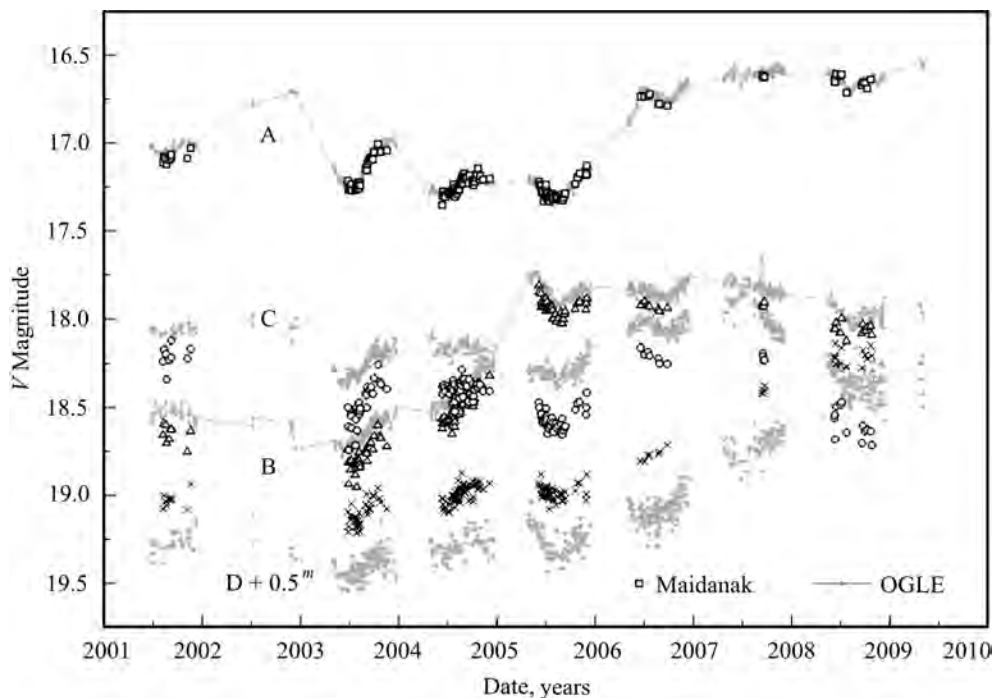 16.5
17.0
A
17.5
C
18.0
V Magnitude
18.5
B
19.0
D + 0.5^m
Maidanak
OGLE
19.5
2001 2002 2003 2004 2005 2006 2007 2008 2009 2010
Date, years